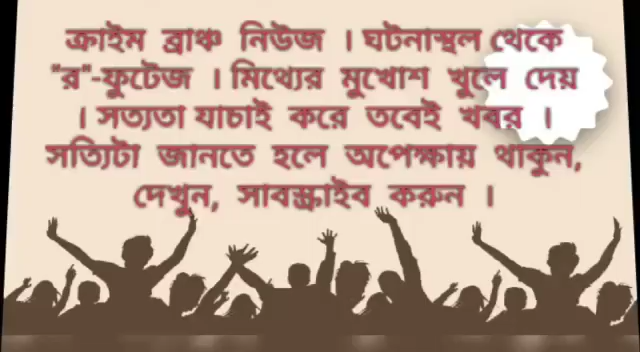 ক্রাইম ব্রাঞ্চ নিউজ । ঘটনাস্থল থেকে
"র"-ফুটেজ । মিথ্যের মুখোশ খুলে দেয়
। সত্যতা যাচাই করে তবেই খবর ।
সত্যিটা জানতে হলে অপেক্ষায় থাকুন,
দেখুন, সাবস্ক্রাইব করুন ।